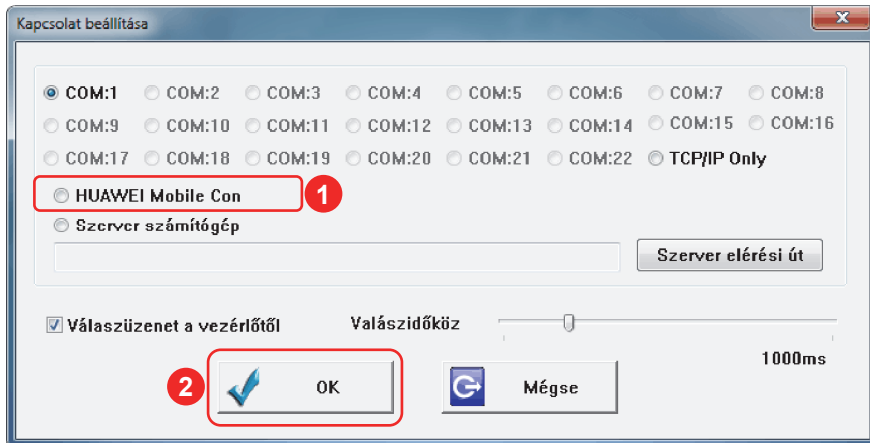 Kapcsolat beállítása
COM:1 COM:2 COM:3 COM:4 COM:5 COM:6 COM:7 COM:8
COM:9 COM:10 COM:11 COM:12 COM:13 COM:14 COM:15 COM:16
COM:17 COM:18 COM:19 COM:20 COM:21 COM:22 TCP/IP Only
HUAWEI Mobile Con 1
Szerver számítógép
Szerver elérési út
Válaszüzenet a vezérlőtől Valászidőköz
1000ms
2 OK Mégse